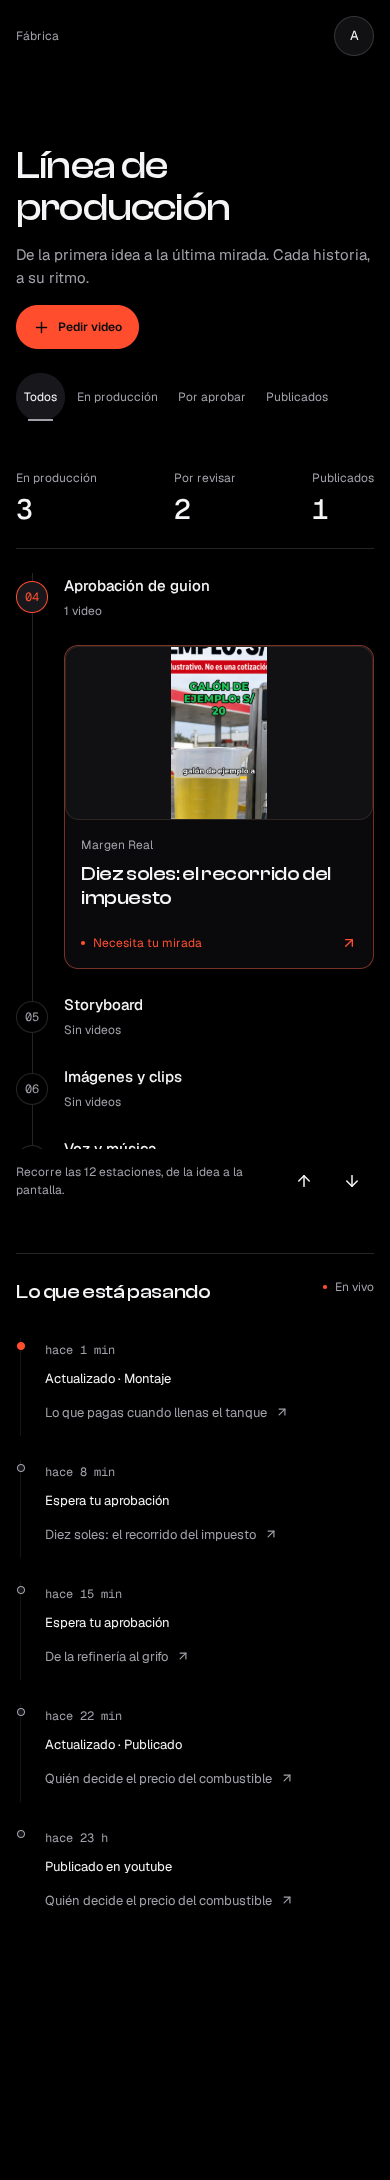 Fábrica
A
Línea de
producción
De la primera idea a la última mirada. Cada historia,
a su ritmo.
Pedir video
Todos
En producción
Por aprobar
Publicados
En producción
Por revisar
Publicados
3
2
1
04
Aprobación de guion
1 video
EMPLO: S/
lustrativo. No es una cotizació
GALÓN DE
EJEMPLO: S/
20
galón de ejemplo a
Margen Real
Diez soles: el recorrido del
impuesto
Necesita tu mirada
05
Storyboard
Sin videos
06
Imágenes y clips
Sin videos
Voz y música
Recorre las 12 estaciones, de la idea a la
pantalla.
Lo que está pasando
En vivo
hace 1 min
Actualizado · Montaje
Lo que pagas cuando llenas el tanque
hace 8 min
Espera tu aprobación
Diez soles: el recorrido del impuesto
hace 15 min
Espera tu aprobación
De la refinería al grifo
hace 22 min
Actualizado · Publicado
Quién decide el precio del combustible
hace 23 h
Publicado en youtube
Quién decide el precio del combustible